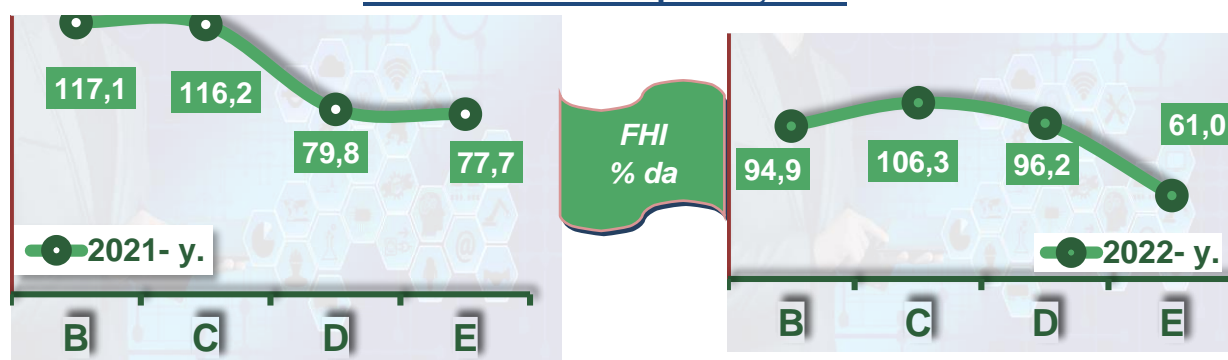 117,1
116,2
79,8
77,7
2021- y.
B C D E
FHI
% da
94,9
106,3
96,2
61,0
2022- y.
B C D E